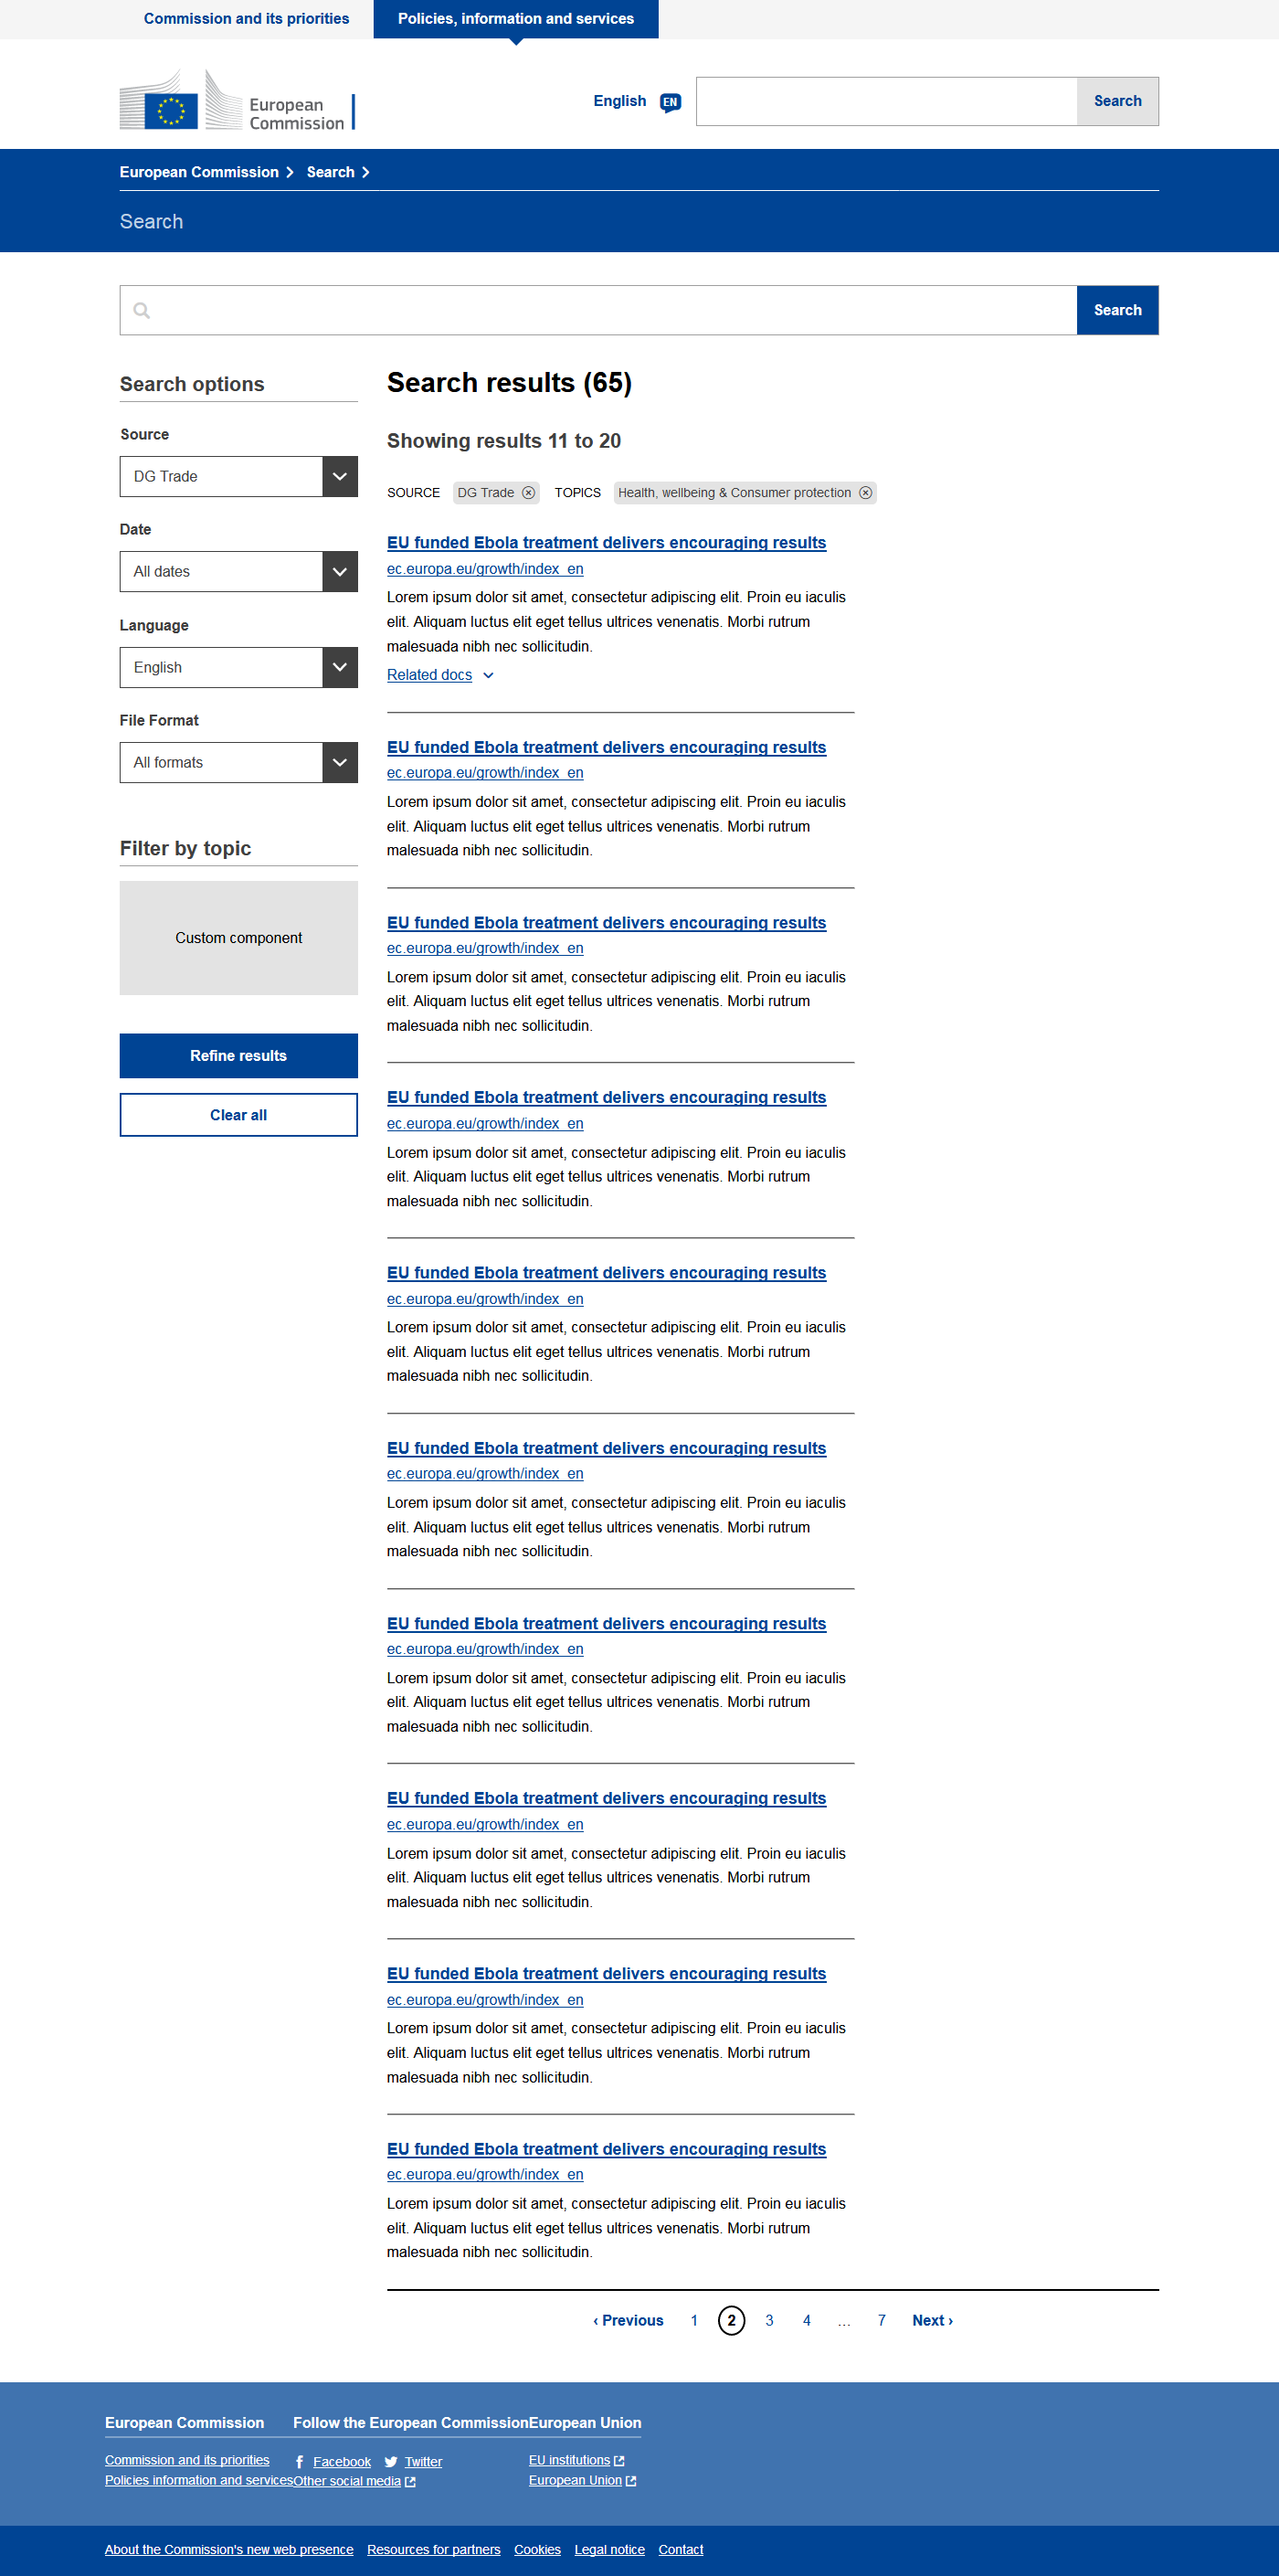 Commission and its priorities
Policies, information and services
European
Commission
English EN
Search
European Commission Search
Search
Search
Search options
Source
DG Trade
Date
All dates
Language
English
File Format
All formats
Filter by topic
Custom component
Refine results
Clear all
Search results (65)
Showing results 11 to 20
SOURCE DG Trade TOPICS Health, wellbeing & Consumer protection
EU funded Ebola treatment delivers encouraging results
ec.europa.eu/growth/index_en
Lorem ipsum dolor sit amet, consectetur adipiscing elit. Proin eu iaculis
elit. Aliquam luctus elit eget tellus ultrices venenatis. Morbi rutrum
malesuada nibh nec sollicitudin.
Related docs
EU funded Ebola treatment delivers encouraging results
ec.europa.eu/growth/index_en
Lorem ipsum dolor sit amet, consectetur adipiscing elit. Proin eu iaculis
elit. Aliquam luctus elit eget tellus ultrices venenatis. Morbi rutrum
malesuada nibh nec sollicitudin.
EU funded Ebola treatment delivers encouraging results
ec.europa.eu/growth/index_en
Lorem ipsum dolor sit amet, consectetur adipiscing elit. Proin eu iaculis
elit. Aliquam luctus elit eget tellus ultrices venenatis. Morbi rutrum
malesuada nibh nec sollicitudin.
EU funded Ebola treatment delivers encouraging results
ec.europa.eu/growth/index_en
Lorem ipsum dolor sit amet, consectetur adipiscing elit. Proin eu iaculis
elit. Aliquam luctus elit eget tellus ultrices venenatis. Morbi rutrum
malesuada nibh nec sollicitudin.
EU funded Ebola treatment delivers encouraging results
ec.europa.eu/growth/index_en
Lorem ipsum dolor sit amet, consectetur adipiscing elit. Proin eu iaculis
elit. Aliquam luctus elit eget tellus ultrices venenatis. Morbi rutrum
malesuada nibh nec sollicitudin.
EU funded Ebola treatment delivers encouraging results
ec.europa.eu/growth/index_en
Lorem ipsum dolor sit amet, consectetur adipiscing elit. Proin eu iaculis
elit. Aliquam luctus elit eget tellus ultrices venenatis. Morbi rutrum
malesuada nibh nec sollicitudin.
EU funded Ebola treatment delivers encouraging results
ec.europa.eu/growth/index_en
Lorem ipsum dolor sit amet, consectetur adipiscing elit. Proin eu iaculis
elit. Aliquam luctus elit eget tellus ultrices venenatis. Morbi rutrum
malesuada nibh nec sollicitudin.
EU funded Ebola treatment delivers encouraging results
ec.europa.eu/growth/index_en
Lorem ipsum dolor sit amet, consectetur adipiscing elit. Proin eu iaculis
elit. Aliquam luctus elit eget tellus ultrices venenatis. Morbi rutrum
malesuada nibh nec sollicitudin.
EU funded Ebola treatment delivers encouraging results
ec.europa.eu/growth/index_en
Lorem ipsum dolor sit amet, consectetur adipiscing elit. Proin eu iaculis
elit. Aliquam luctus elit eget tellus ultrices venenatis. Morbi rutrum
malesuada nibh nec sollicitudin.
EU funded Ebola treatment delivers encouraging results
ec.europa.eu/growth/index_en
Lorem ipsum dolor sit amet, consectetur adipiscing elit. Proin eu iaculis
elit. Aliquam luctus elit eget tellus ultrices venenatis. Morbi rutrum
malesuada nibh nec sollicitudin.
‹ Previous 1 2 3 4 ... 7 Next ›
European Commission
Commission and its priorities
Policies information and services
Follow the European Commission
Facebook Twitter
Other social media
European Union
EU institutions
European Union
About the Commission's new web presence Resources for partners Cookies Legal notice Contact